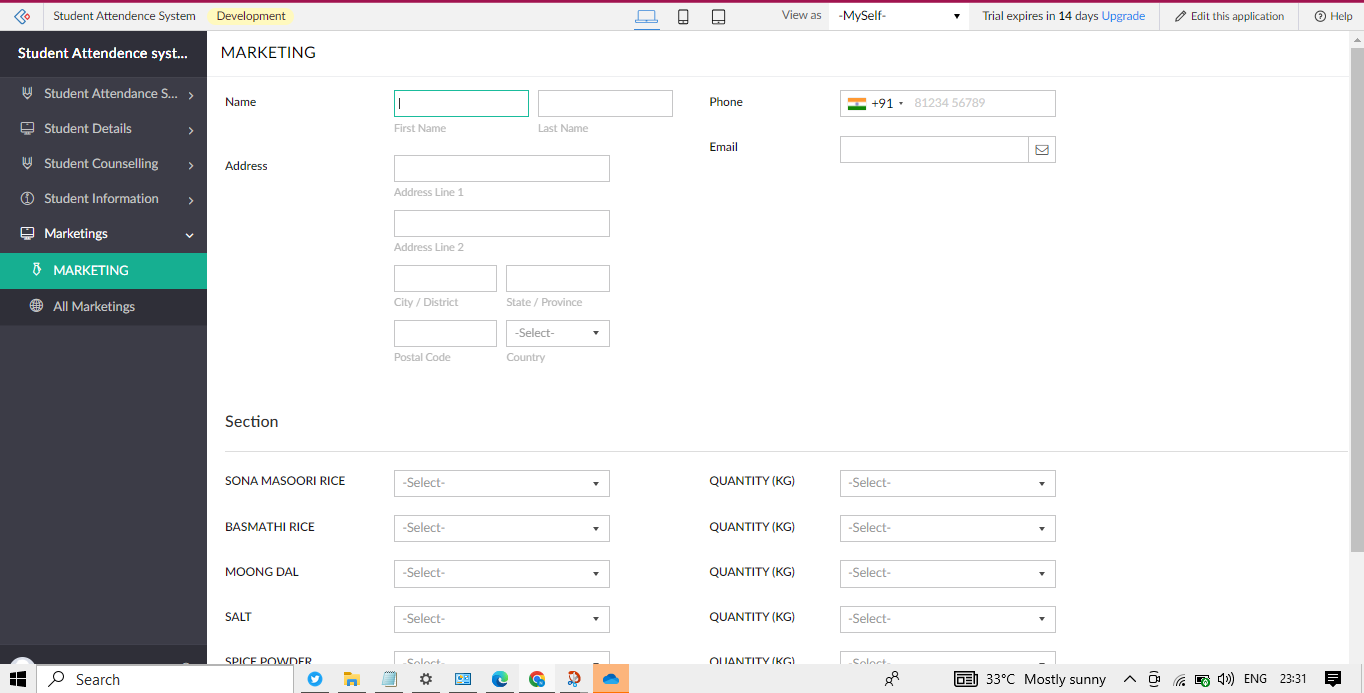 Student Attendence System Development View as -MySelf- Trial expires in 14 days Upgrade Edit this application Help
Student Attendence syst...
Student Attendance S...
Student Details
Student Counselling
Student Information
Marketings
MARKETING
All Marketings
MARKETING
Name
First Name Last Name
Phone +91 81234 56789
Email
Address
Address Line 1
Address Line 2
City / District State / Province
-Select-
Postal Code Country
Section
SONA MASOORI RICE -Select- QUANTITY (KG) -Select-
BASMATHI RICE -Select- QUANTITY (KG) -Select-
MOONG DAL -Select- QUANTITY (KG) -Select-
SALT -Select- QUANTITY (KG) -Select-
SPICE POWDER -Select- QUANTITY (KG) -Select-
Search 33°C Mostly sunny ENG 23:31